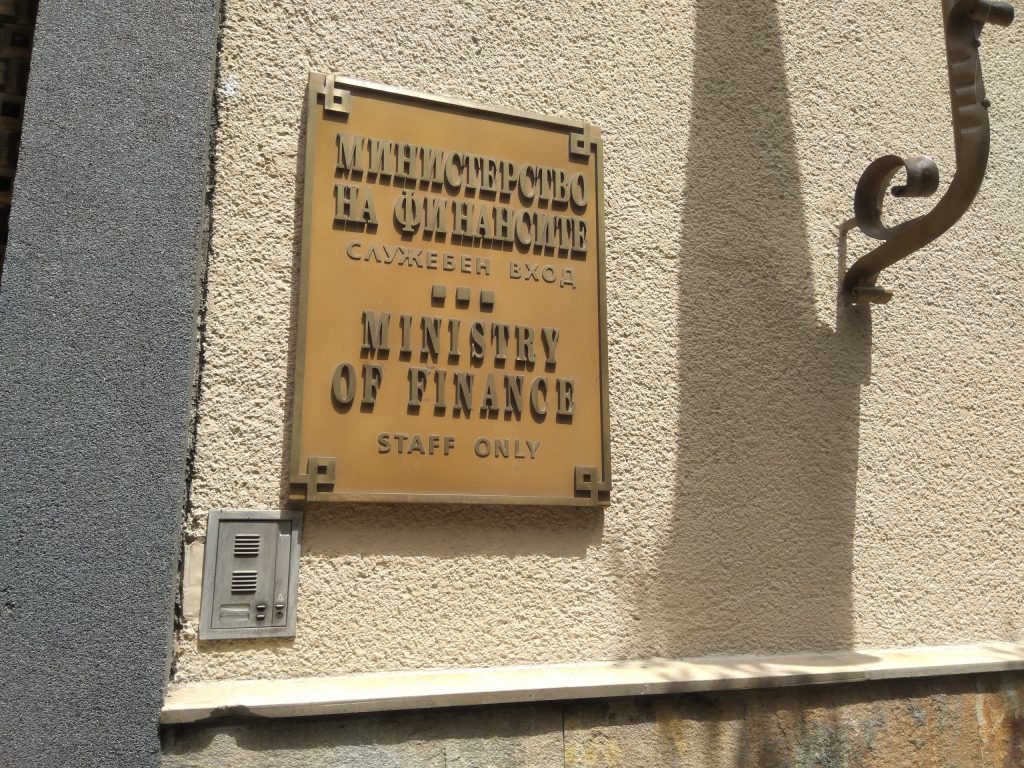 МИНИСТЕРСТВО
НА ФИНАНСИТЕ
СЛУЖЕБЕН ВХОД
MINISTRY
OF FINANCE
STAFF ONLY